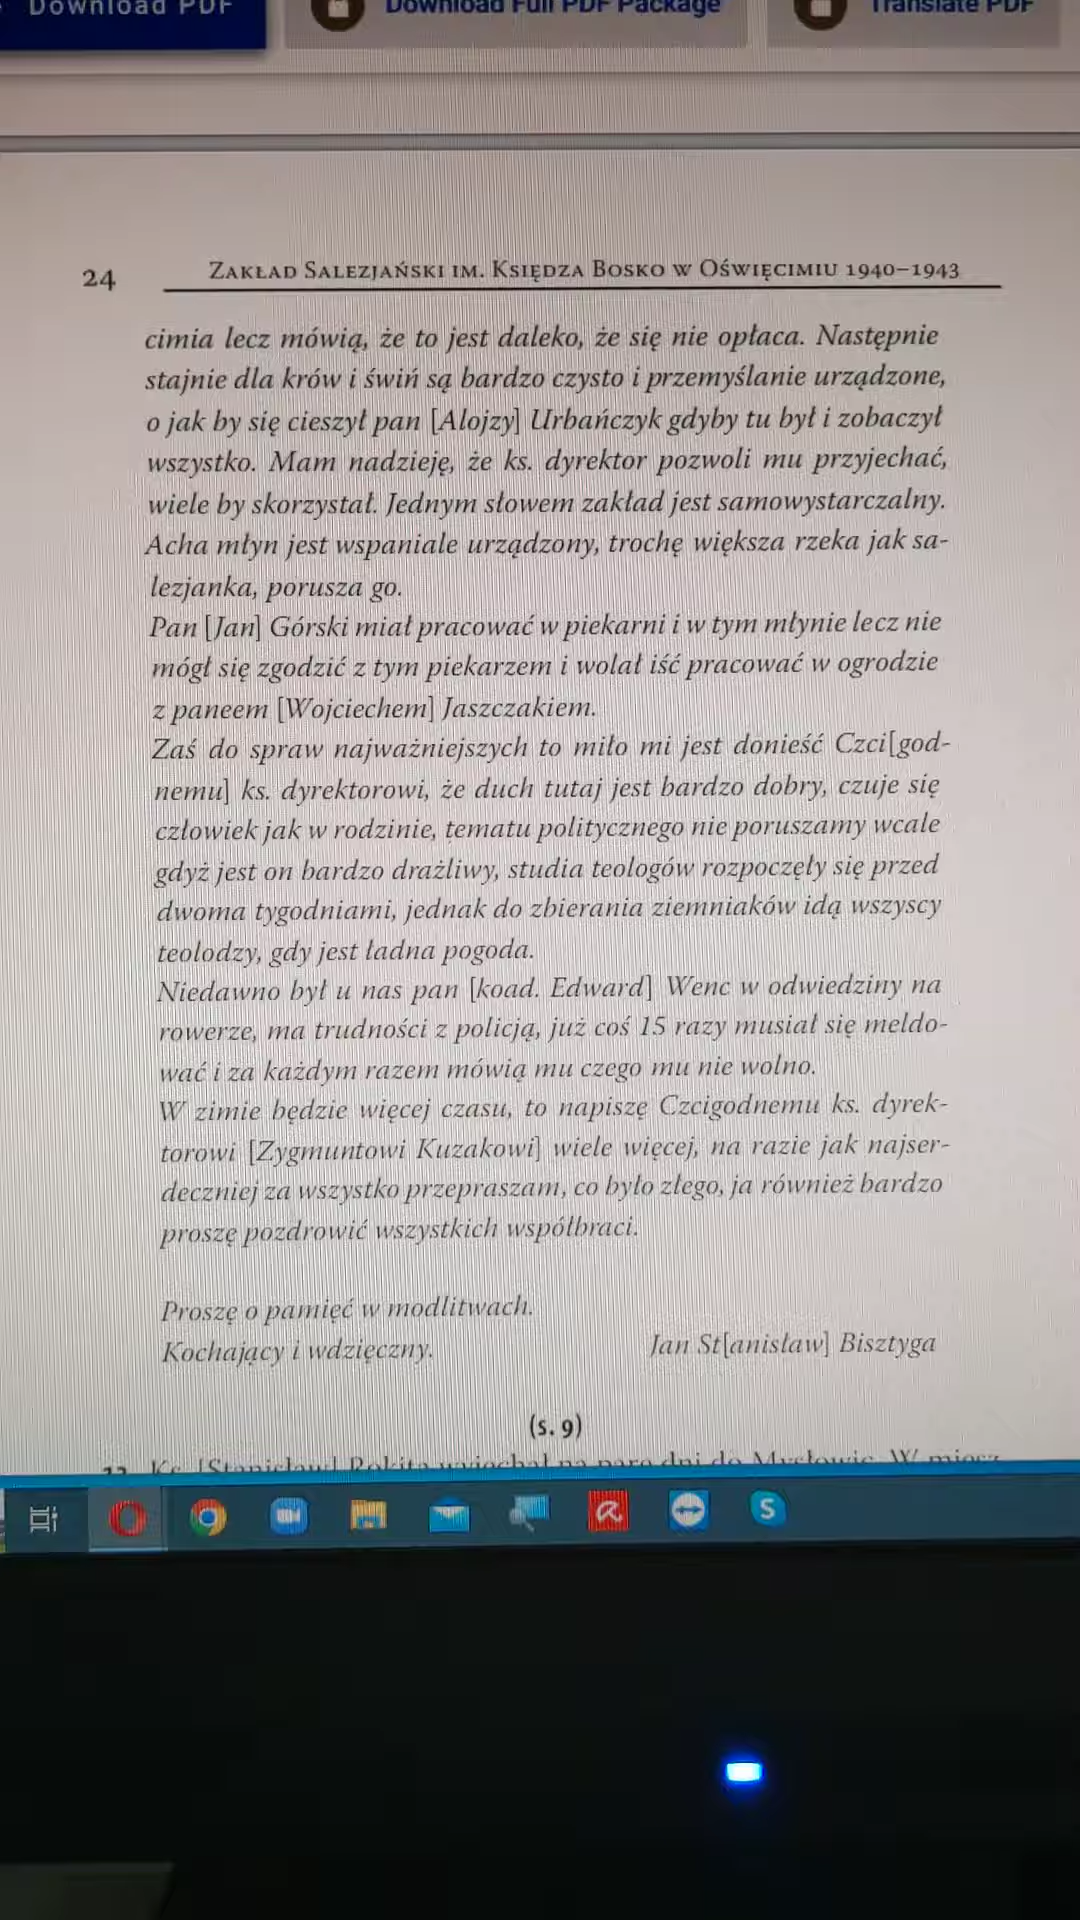 Download PDF
Download Full PDF Package
Translate PDF
24
Zakład Salezjański im. Księdza Bosko w Oświęcimiu 1940–1943
cimia lecz mówią, że to jest daleko, że się nie opłaca. Następnie
stajnie dla krów i świń są bardzo czysto i przemyślanie urządzone,
o jak by się cieszył pan [Alojzy] Urbańczyk gdyby tu był i zobaczył
wszystko. Mam nadzieję, że ks. dyrektor pozwoli mu przyjechać,
wiele by skorzystał. Jednym słowem zakład jest samowystarczalny.
Acha młyn jest wspaniale urządzony, trochę większa rzeka jak sa-
lezjanka, porusza go.
Pan [Jan] Górski miał pracować w piekarni i w tym młynie lecz nie
mógł się zgodzić z tym piekarzem i wolał iść pracować w ogrodzie
z paneem [Wojciechem] Jaszczakiem.
Zaś do spraw najważniejszych to miło mi jest donieść Czci[god-
nemu] ks. dyrektorowi, że duch tutaj jest bardzo dobry, czuje się
człowiek jak w rodzinie, tematu politycznego nie poruszamy wcale
gdyż jest on bardzo drażliwy, studia teologów rozpoczęły się przed
dwoma tygodniami, jednak do zbierania ziemniaków idą wszyscy
teolodzy, gdy jest ładna pogoda.
Niedawno był u nas pan [koad. Edward] Wenc w odwiedziny na
rowerze, ma trudności z policją, już coś 15 razy musiał się meldo-
wać i za każdym razem mówią mu czego mu nie wolno.
W zimie będzie więcej czasu, to napiszę Czcigodnemu ks. dyrek-
torowi [Zygmuntowi Kuzakowi] wiele więcej, na razie jak najser-
deczniej za wszystko przepraszam, co było złego, ja również bardzo
proszę pozdrowić wszystkich współbraci.
Proszę o pamięć w modlitwach.
Kochający i wdzięczny. Jan St[anisław] Bisztyga
(s. 9)
Ks. [Stanisław] Rokita wyjechał na parę dni do Mysłowic. W
S